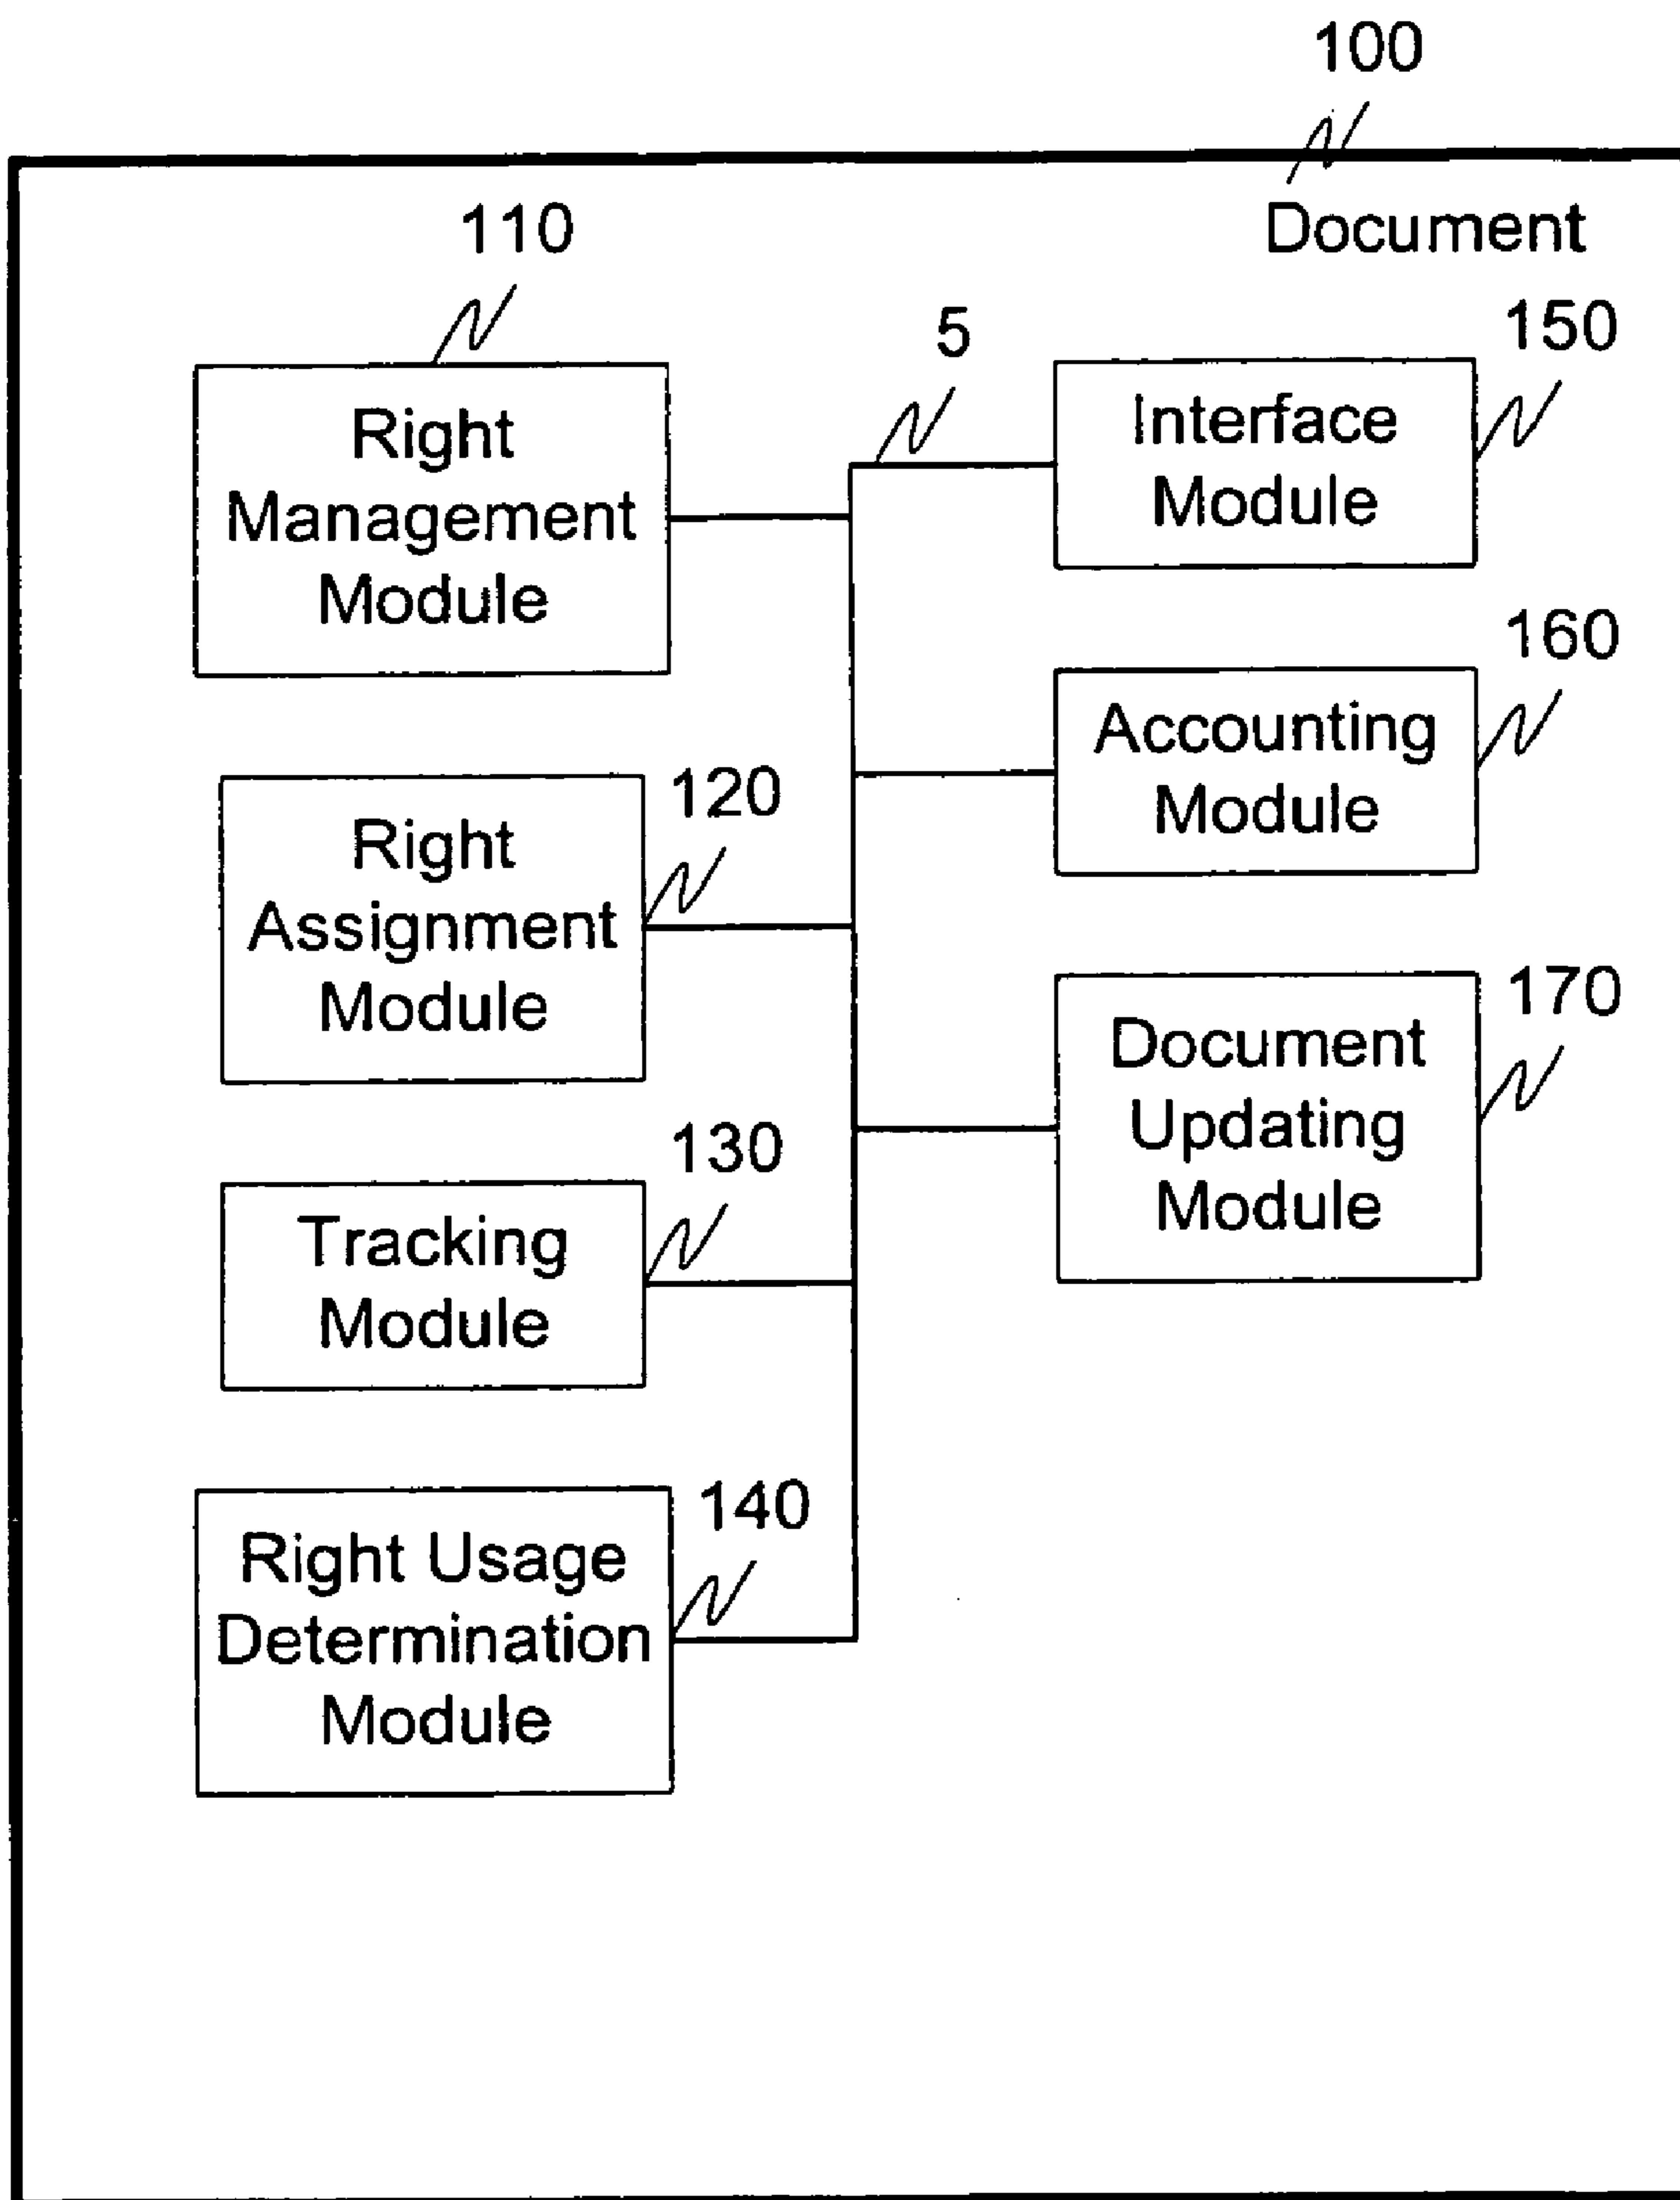 100
Document
110
Right
Management
Module
5
150
Interface
Module
120
Right
Assignment
Module
160
Accounting
Module
130
Tracking
Module
170
Document
Updating
Module
140
Right Usage
Determination
Module